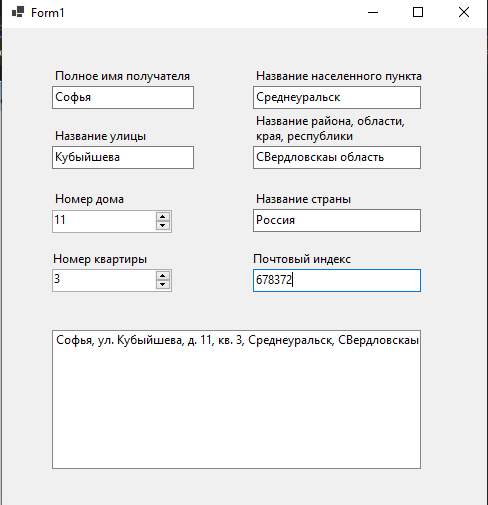 Form1
Полное имя получателя
Софья
Название населенного пункта
Среднеуральск
Название улицы
Кубыйшева
Название района, области,
края, республики
СВердловскаы область
Номер дома
11
Название страны
Россия
Номер квартиры
3
Почтовый индекс
678372
Софья, ул. Кубыйшева, д. 11, кв. 3, Среднеуральск, СВердловскаы